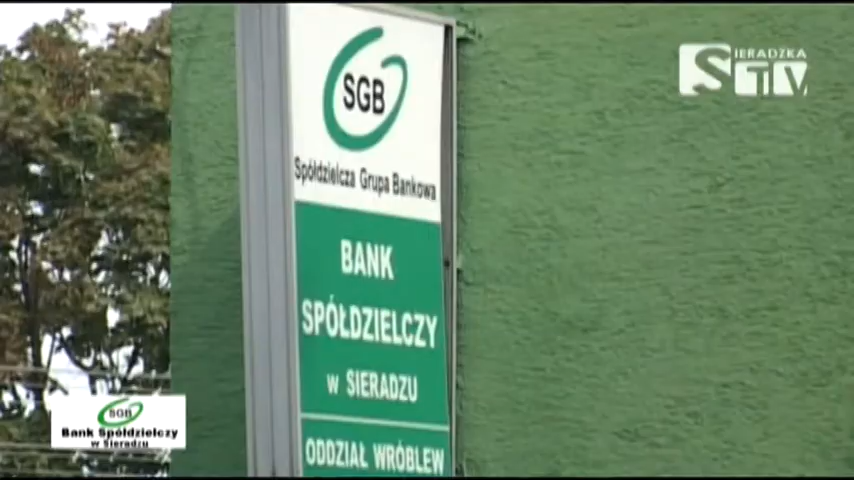 SIERADZKA
STV
SGB
Spółdzielcza Grupa Bankowa
BANK
SPÓŁDZIELCZY
w SIERADZU
ODDZIAŁ WRÓBLEW
SGB
Bank Spółdzielczy
w Sieradzu